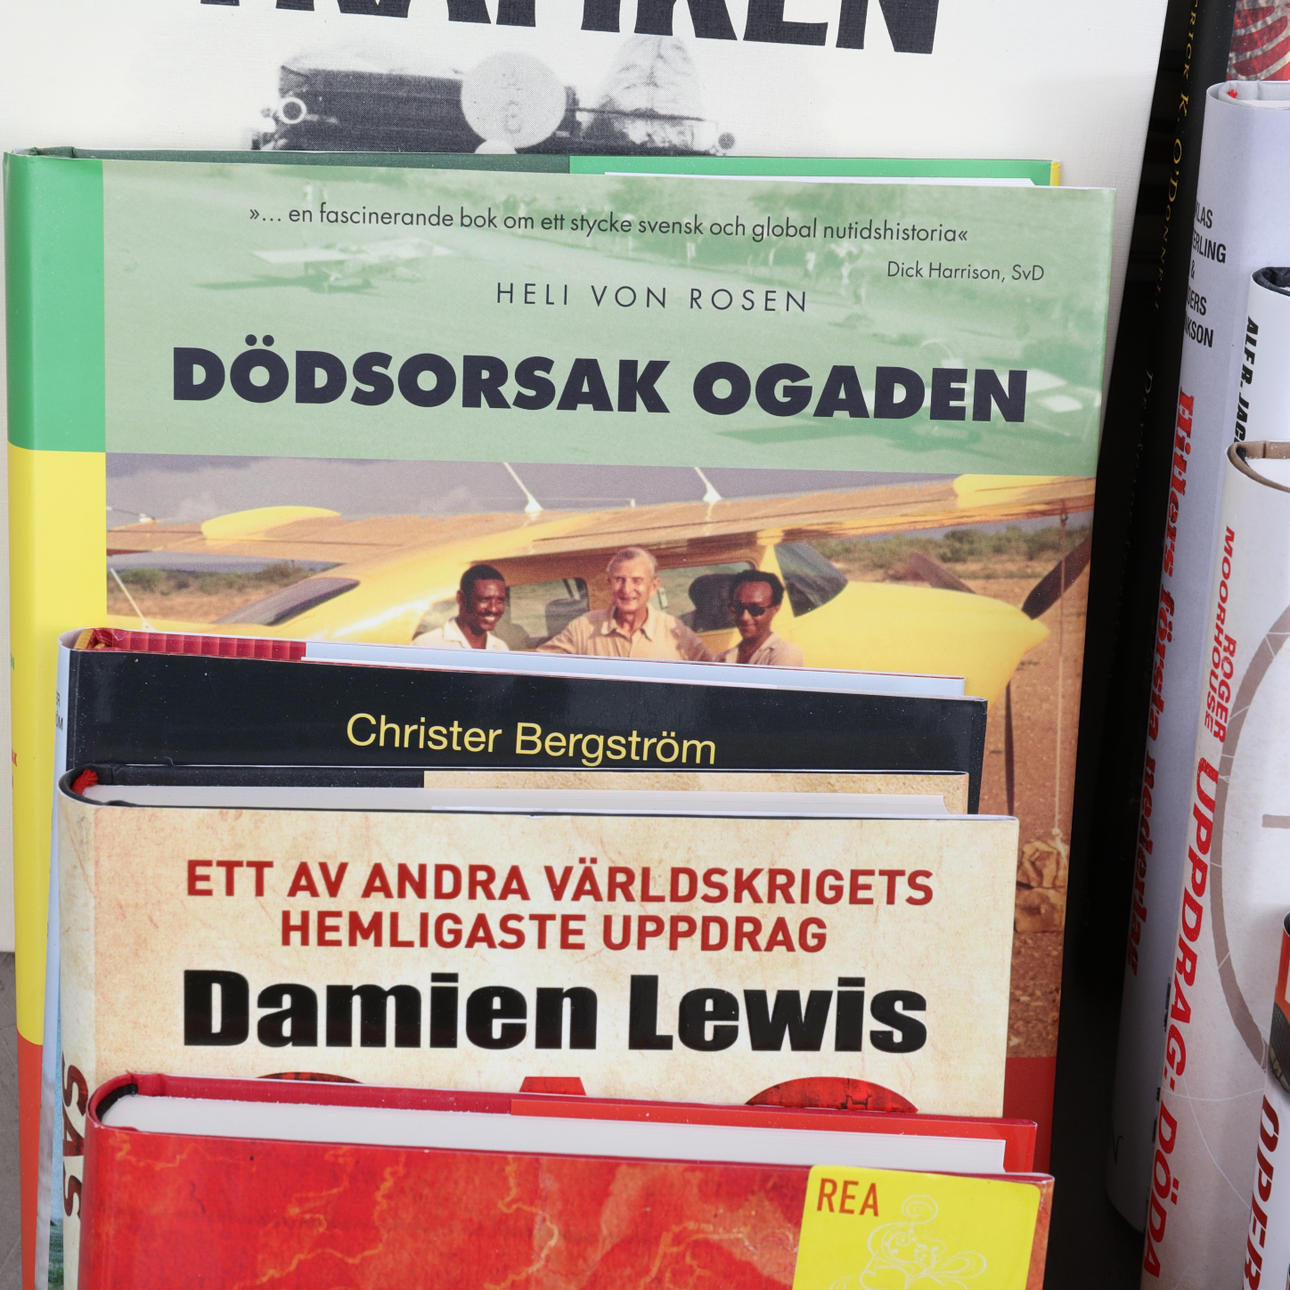 »... en fascinerande bok om ett stycke svensk och global nutidshistoria«
Dick Harrison, SvD
HELI VON ROSEN
DÖDSORSAK OGADEN
Christer Bergström
ETT AV ANDRA VÄRLDSKRIGETS
HEMLIGASTE UPPDRAG
Damien Lewis
SAS
REA
Hitlers första nederlag
ROGER
MOORHOUSE
UPPDRAG: DÖDA